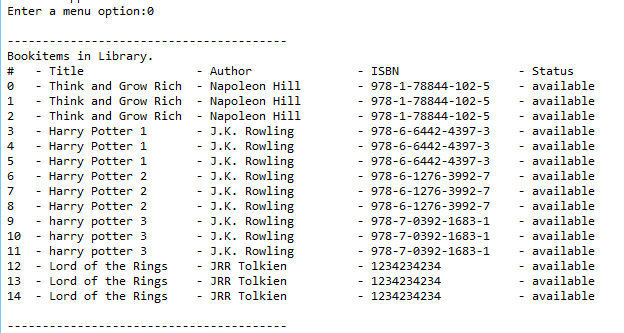 Enter a menu option:0
----------------------------------------
Bookitems in Library.
#   - Title                - Author               - ISBN                 - Status
0   - Think and Grow Rich  - Napoleon Hill        - 978-1-78844-102-5    - available
1   - Think and Grow Rich  - Napoleon Hill        - 978-1-78844-102-5    - available
2   - Think and Grow Rich  - Napoleon Hill        - 978-1-78844-102-5    - available
3   - Harry Potter 1       - J.K. Rowling         - 978-6-6442-4397-3    - available
4   - Harry Potter 1       - J.K. Rowling         - 978-6-6442-4397-3    - available
5   - Harry Potter 1       - J.K. Rowling         - 978-6-6442-4397-3    - available
6   - Harry Potter 2       - J.K. Rowling         - 978-6-1276-3992-7    - available
7   - Harry Potter 2       - J.K. Rowling         - 978-6-1276-3992-7    - available
8   - Harry Potter 2       - J.K. Rowling         - 978-6-1276-3992-7    - available
9   - harry potter 3       - J.K. Rowling         - 978-7-0392-1683-1    - available
10  - harry potter 3       - J.K. Rowling         - 978-7-0392-1683-1    - available
11  - harry potter 3       - J.K. Rowling         - 978-7-0392-1683-1    - available
12  - Lord of the Rings    - JRR Tolkien          - 1234234234           - available
13  - Lord of the Rings    - JRR Tolkien          - 1234234234           - available
14  - Lord of the Rings    - JRR Tolkien          - 1234234234           - available
----------------------------------------